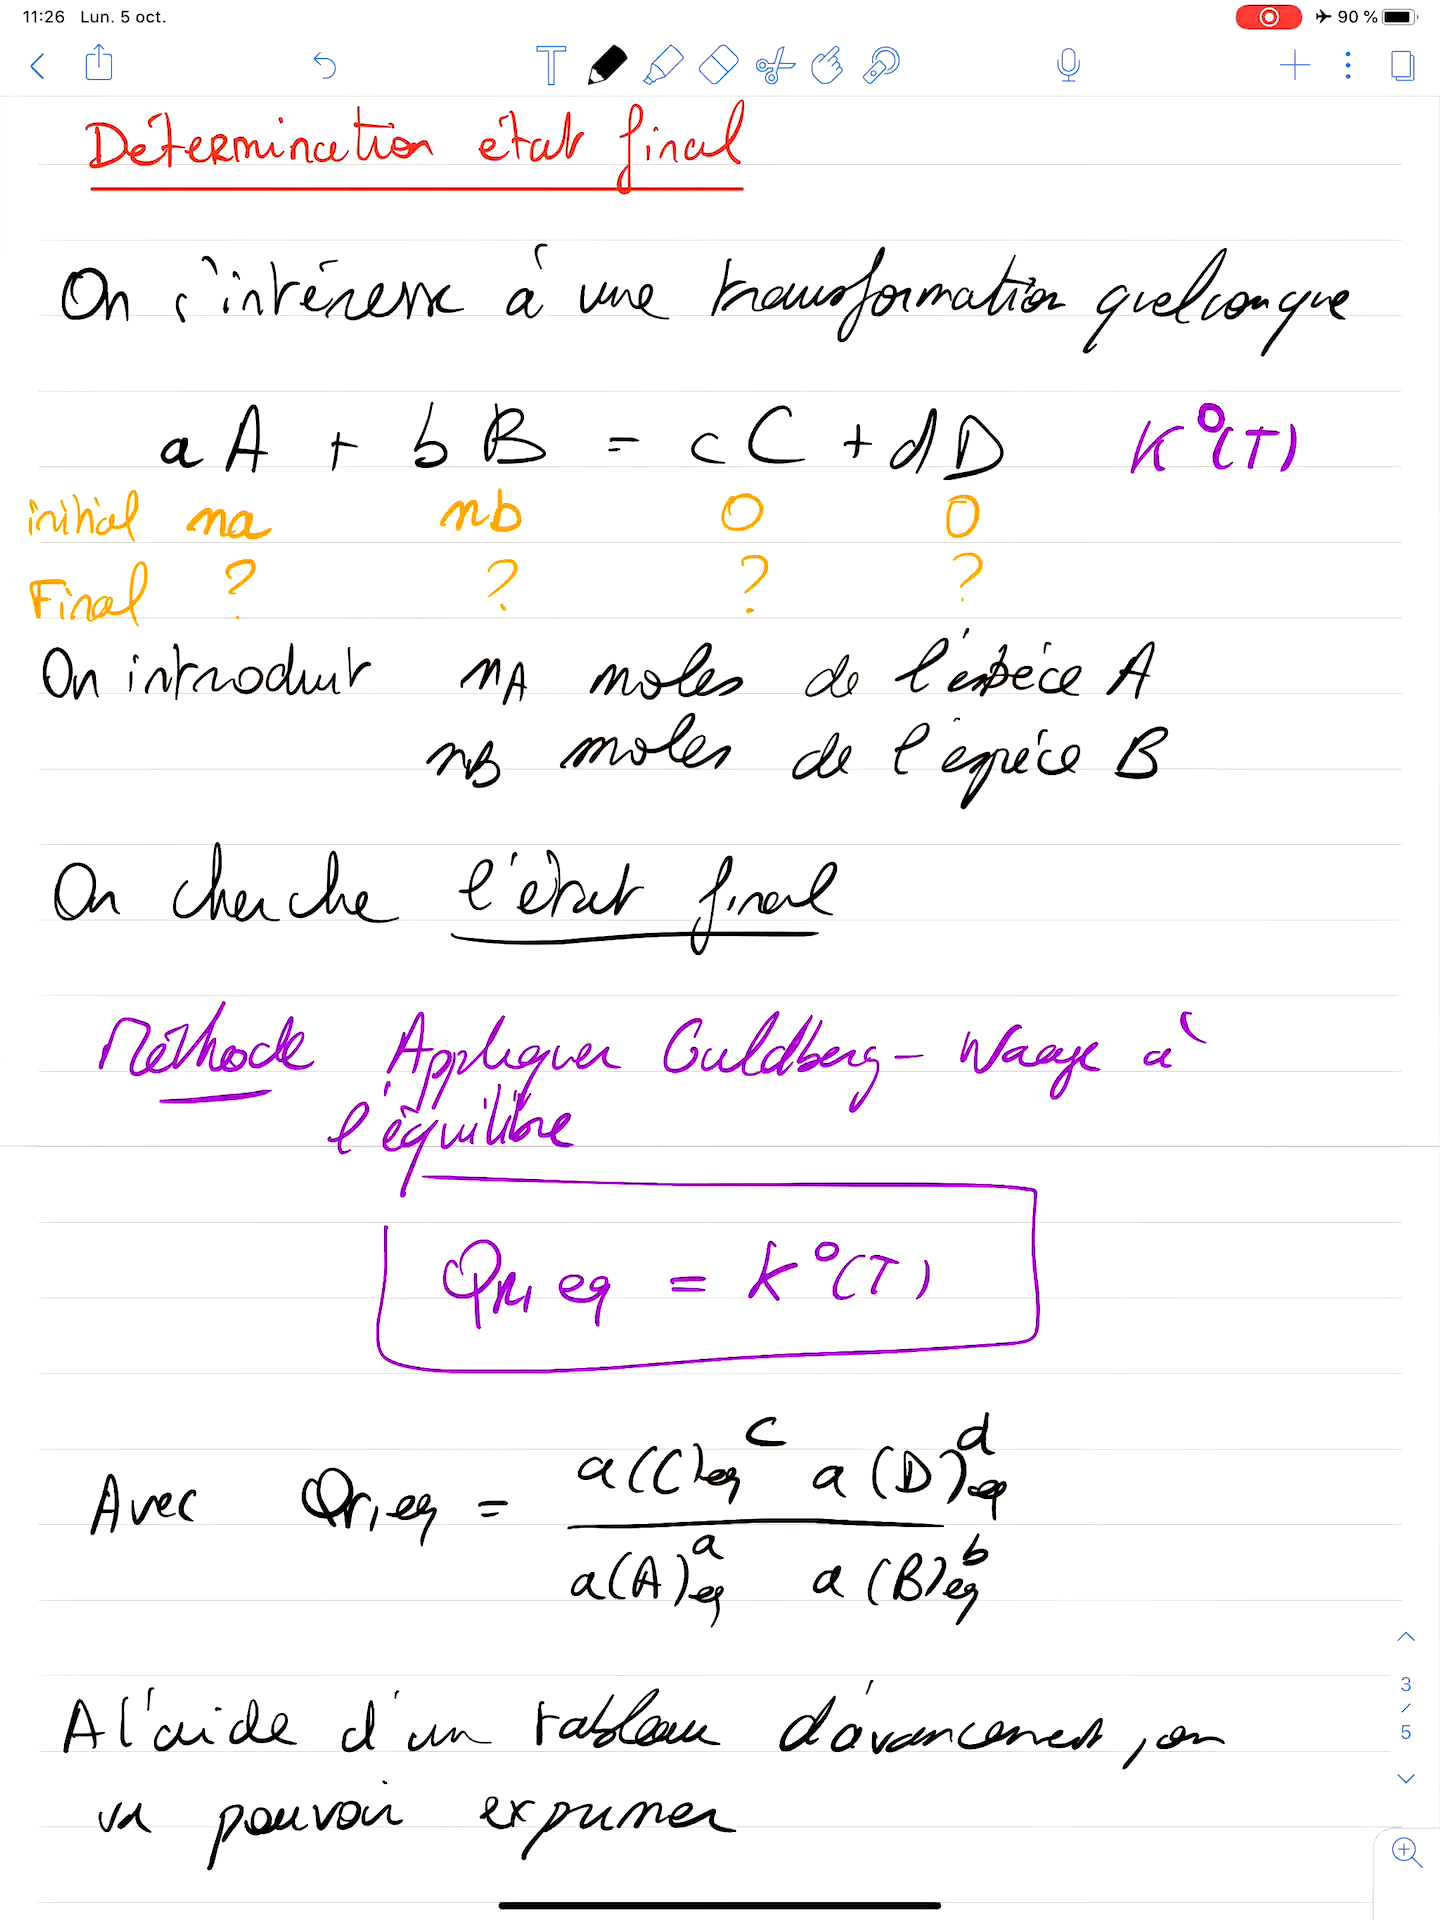 11:26 Lun. 5 oct. 90 %
Détermination état final
On s'intéresse à une transformation quelconque
a A + b B = c C + d D K°(T)
initial na nb 0 0
Final ? ? ? ?
On introduit nA moles de l'espéce A
nB moles de l'espéce B
On cherche l'état final
Méthode Appliquer Guldberg - Waage à
l'équilibre
Qr, eq = K°(T)
Avec Qr, eq = a(C)eq^c a(D)eq^d / a(A)eq^a a(B)eq^b
A l'aide d'un tableau d'avancement, on
va pouvoir exprimer
3
/
5